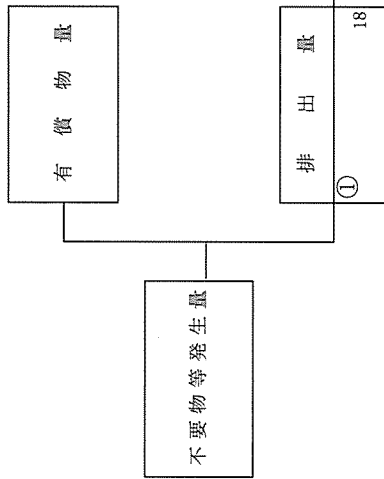 有償物量
不要物等発生量
排出量
①
18